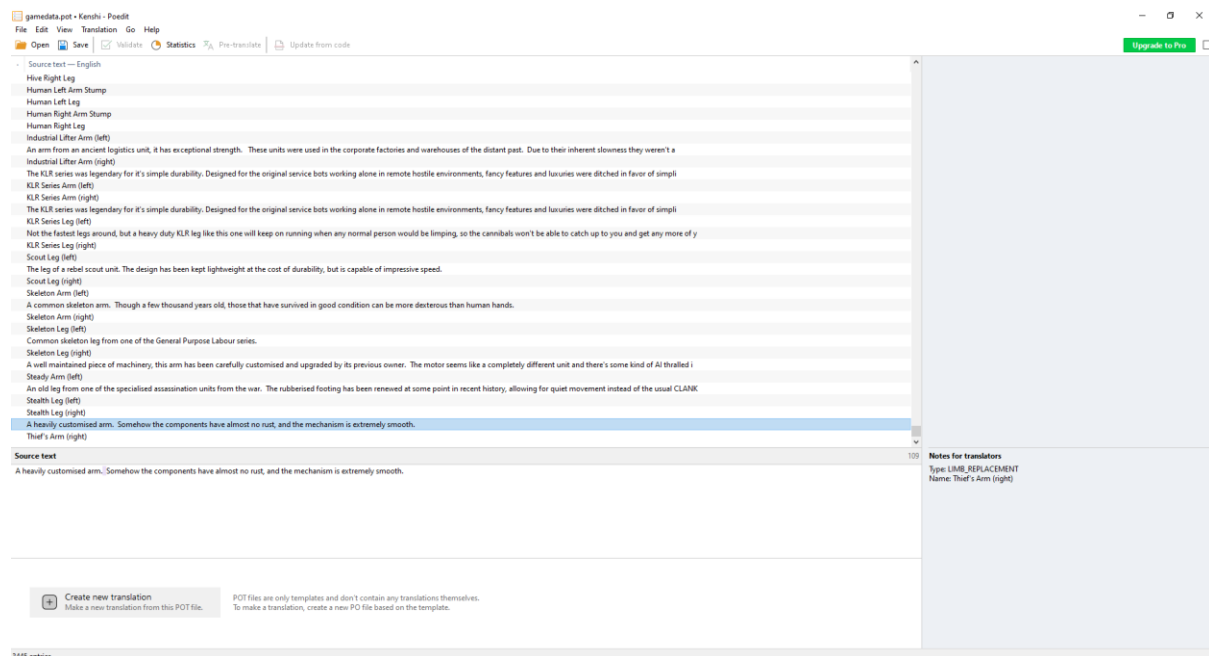 gamedata.pot • Kenshi - Poedit
File Edit View Translation Go Help
Open Save Validate Statistics Pre-translate Update from code Upgrade to Pro
Source text — English
Hive Right Leg
Human Left Arm Stump
Human Left Leg
Human Right Arm Stump
Human Right Leg
Industrial Lifter Arm (left)
An arm from an ancient logistics unit, it has exceptional strength.   These units were used in the corporate factories and warehouses of the distant past.  Due to their inherent slowness they weren't a
Industrial Lifter Arm (right)
The KLR series was legendary for it's simple durability. Designed for the original service bots working alone in remote hostile environments, fancy features and luxuries were ditched in favor of simpli
KLR Series Arm (left)
KLR Series Arm (right)
The KLR series was legendary for it's simple durability. Designed for the original service bots working alone in remote hostile environments, fancy features and luxuries were ditched in favor of simpli
KLR Series Leg (left)
Not the fastest legs around, but a heavy duty KLR leg like this one will keep on running when any normal person would be limping, so the cannibals won't be able to catch up to you and get any more of y
KLR Series Leg (right)
Scout Leg (left)
The leg of a rebel scout unit. The design has been kept lightweight at the cost of durability, but is capable of impressive speed.
Scout Leg (right)
Skeleton Arm (left)
A common skeleton arm.  Though a few thousand years old, those that have survived in good condition can be more dexterous than human hands.
Skeleton Arm (right)
Skeleton Leg (left)
Common skeleton leg from one of the General Purpose Labour series.
Skeleton Leg (right)
A well maintained piece of machinery, this arm has been carefully customised and upgraded by its previous owner.  The motor seems like a completely different unit and there's some kind of AI thralled i
Steady Arm (left)
An old leg from one of the specialised assassination units from the war.  The rubberised footing has been renewed at some point in recent history, allowing for quiet movement instead of the usual CLANK
Stealth Leg (left)
Stealth Leg (right)
A heavily customised arm.  Somehow the components have almost no rust, and the mechanism is extremely smooth.
Thief's Arm (right)
Source text 109
A heavily customised arm.  Somehow the components have almost no rust, and the mechanism is extremely smooth.
Notes for translators
Type: LIMB_REPLACEMENT
Name: Thief's Arm (right)
Create new translation
Make a new translation from this POT file.
POT files are only templates and don't contain any translations themselves.
To make a translation, create a new PO file based on the template.
entries